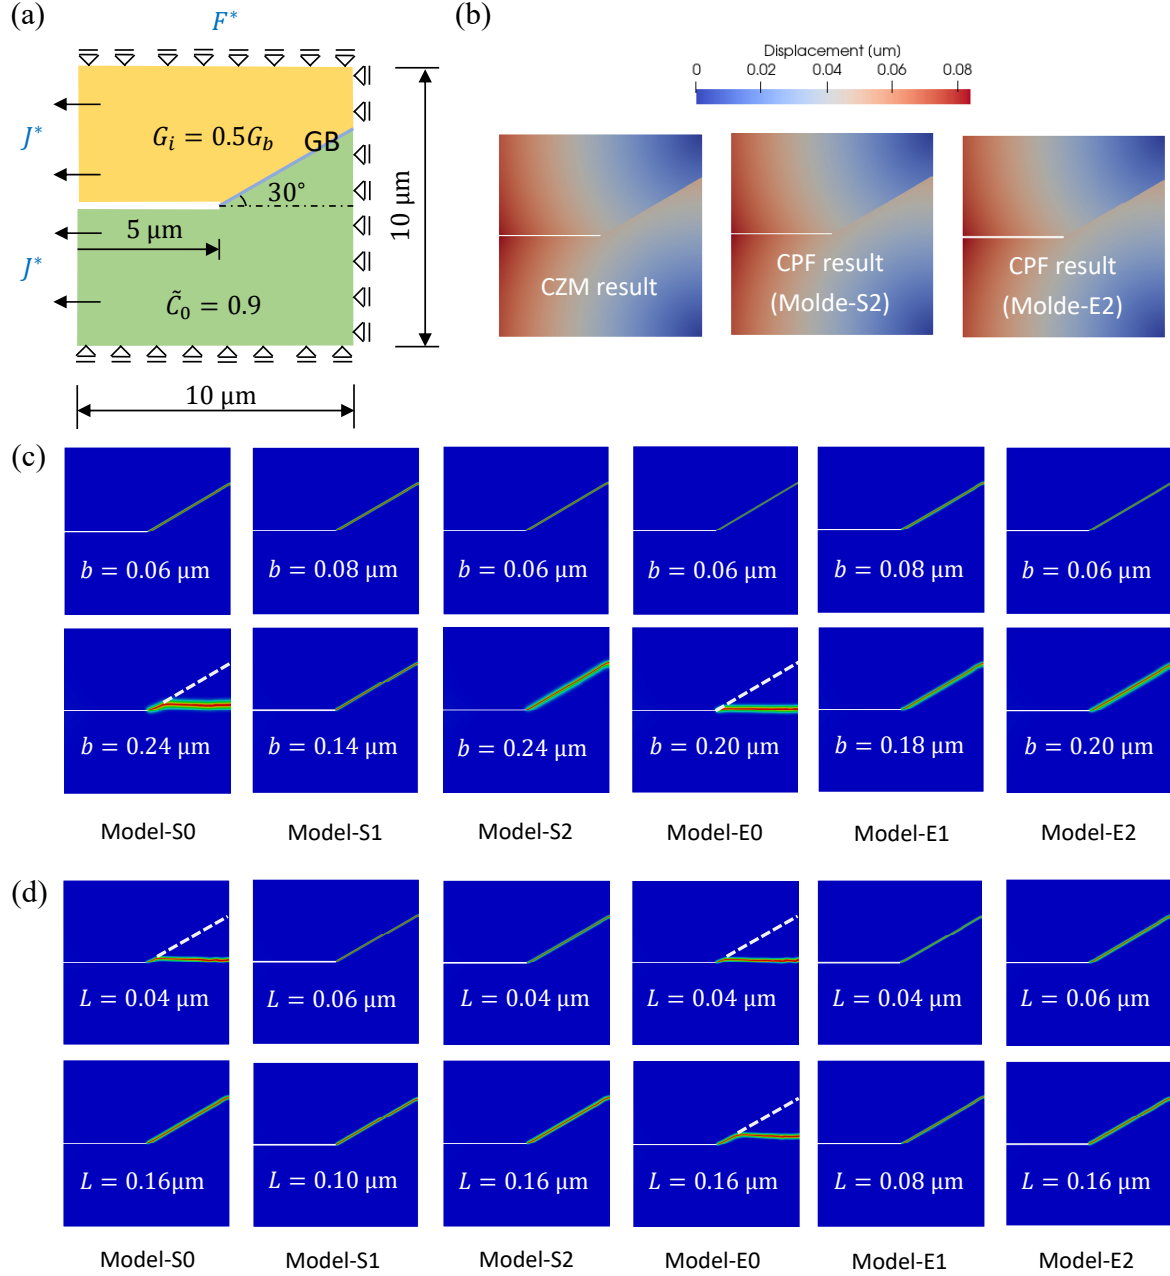 (a)
F*
J*
G_i = 0.5G_b
GB
30°
5 μm
10 μm
J*
C̃_0 = 0.9
10 μm
(b)
Displacement (um)
0 0.02 0.04 0.06 0.08
CZM result
CPF result
(Molde-S2)
CPF result
(Molde-E2)
(c)
b = 0.06 μm b = 0.08 μm b = 0.06 μm b = 0.06 μm b = 0.08 μm b = 0.06 μm
b = 0.24 μm b = 0.14 μm b = 0.24 μm b = 0.20 μm b = 0.18 μm b = 0.20 μm
Model-S0 Model-S1 Model-S2 Model-E0 Model-E1 Model-E2
(d)
L = 0.04 μm L = 0.06 μm L = 0.04 μm L = 0.04 μm L = 0.04 μm L = 0.06 μm
L = 0.16μm L = 0.10 μm L = 0.16 μm L = 0.16 μm L = 0.08 μm L = 0.16 μm
Model-S0 Model-S1 Model-S2 Model-E0 Model-E1 Model-E2